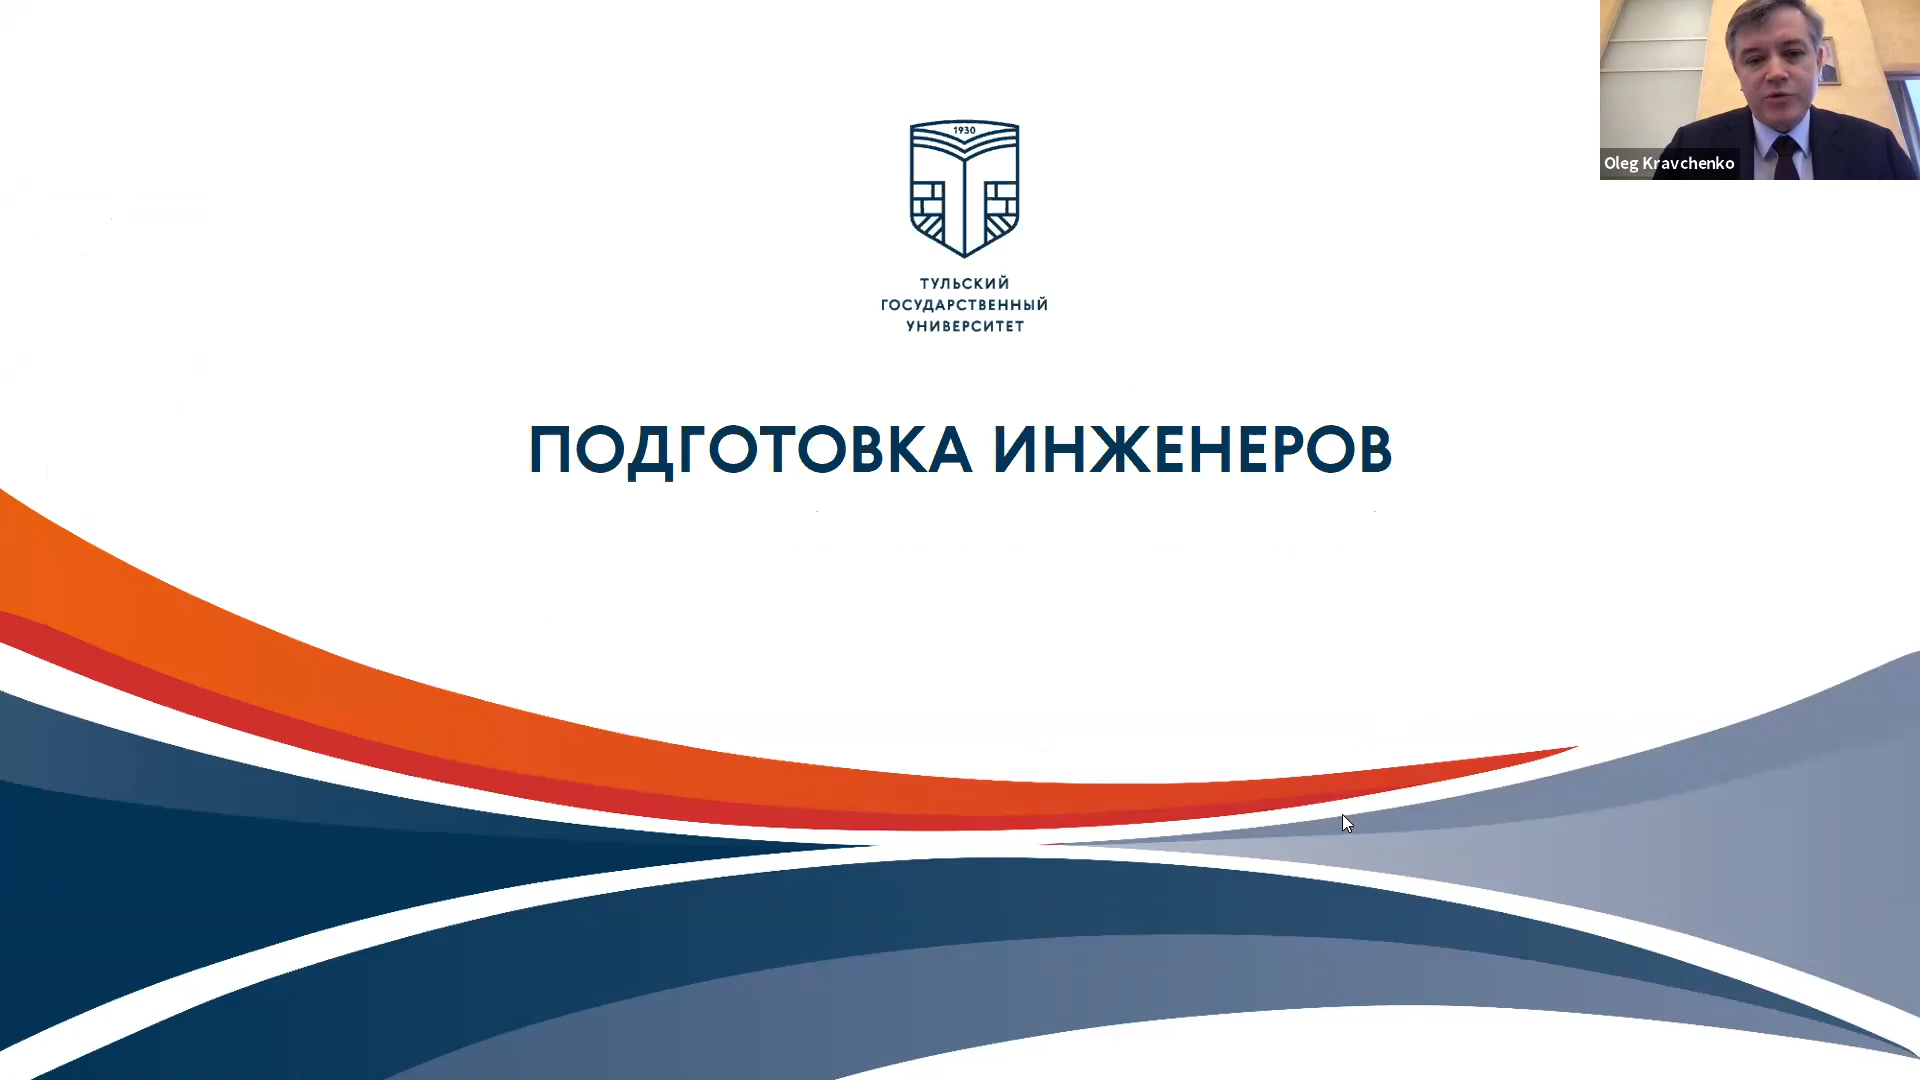 1930
ТУЛЬСКИЙ
ГОСУДАРСТВЕННЫЙ
УНИВЕРСИТЕТ
ПОДГОТОВКА ИНЖЕНЕРОВ
Oleg Kravchenko